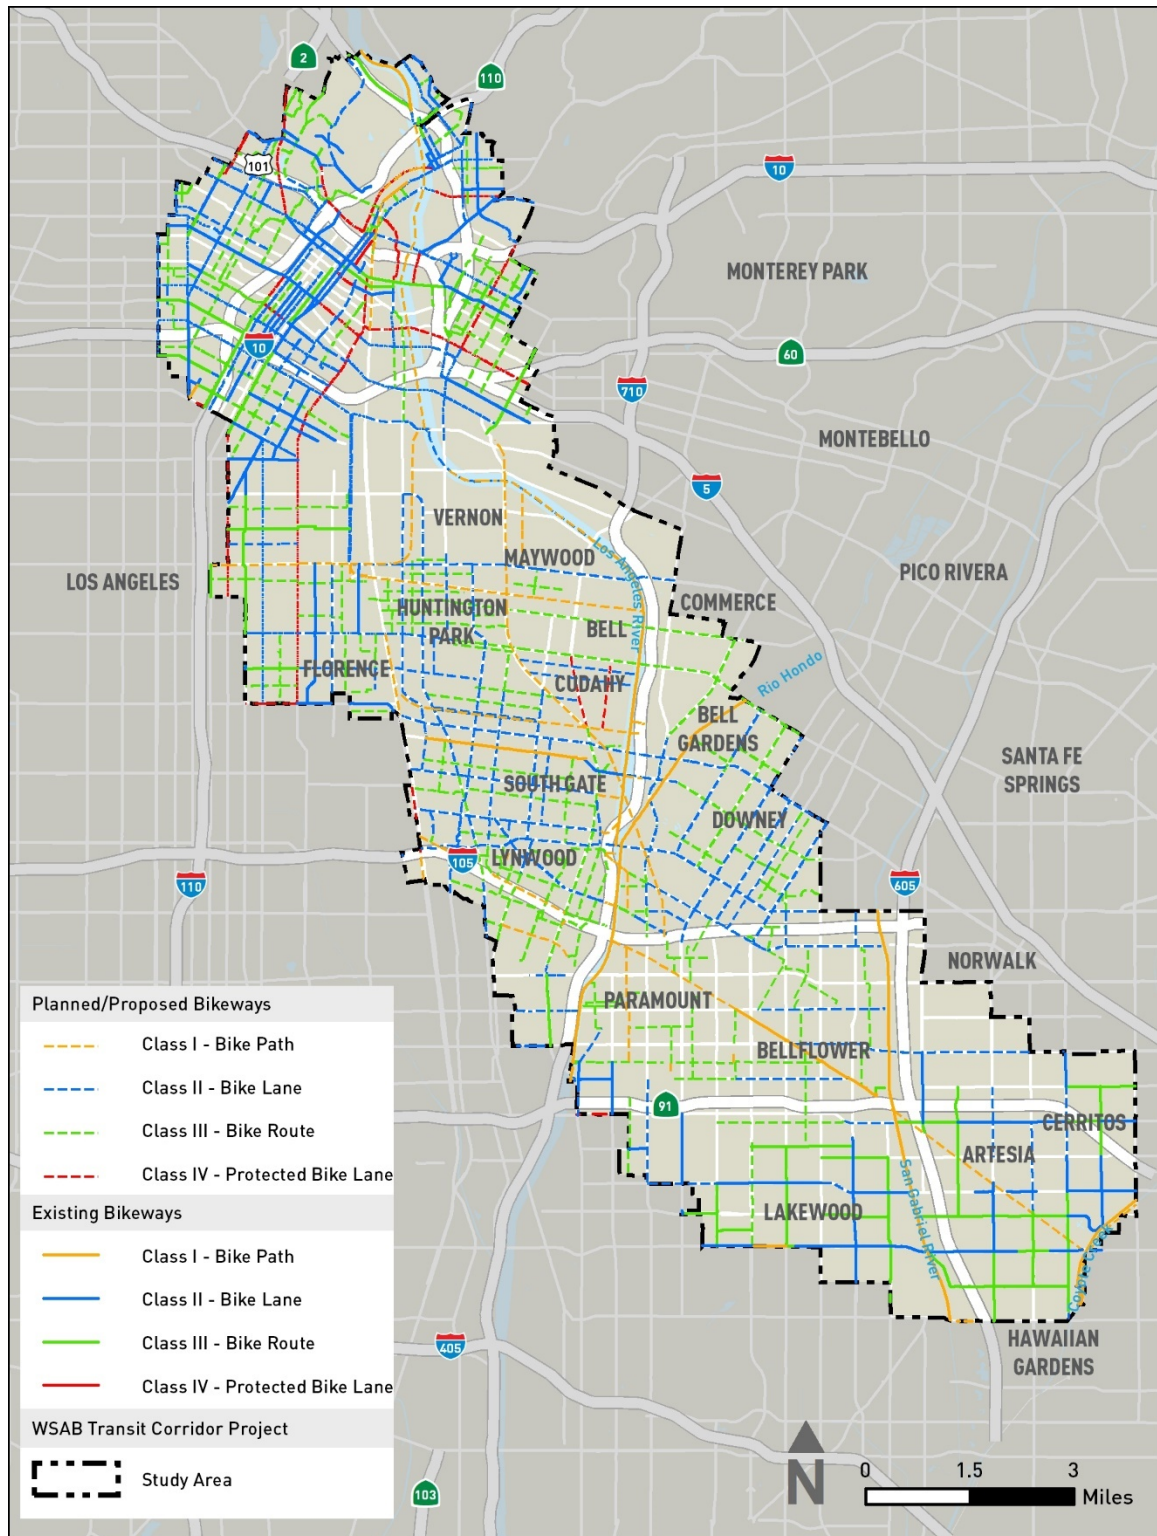 2
110
101
10
MONTEREY PARK
60
10
710
MONTEBELLO
5
VERNON
MAYWOOD
Los Angeles River
LOS ANGELES
PICO RIVERA
COMMERCE
HUNTINGTON
PARK
BELL
FLORENCE
CUDAHY
Rio Hondo
BELL
GARDENS
SANTA FE
SPRINGS
SOUTH GATE
DOWNEY
LYNWOOD
105
110
605
NORWALK
PARAMOUNT
BELLFLOWER
91
CERRITOS
ARTESIA
San Gabriel River
LAKEWOOD
Coyote Creek
HAWAIIAN
GARDENS
405
103
Planned/Proposed Bikeways
Class I - Bike Path
Class II - Bike Lane
Class III - Bike Route
Class IV - Protected Bike Lane
Existing Bikeways
Class I - Bike Path
Class II - Bike Lane
Class III - Bike Route
Class IV - Protected Bike Lane
WSAB Transit Corridor Project
Study Area
N
0 1.5 3
Miles